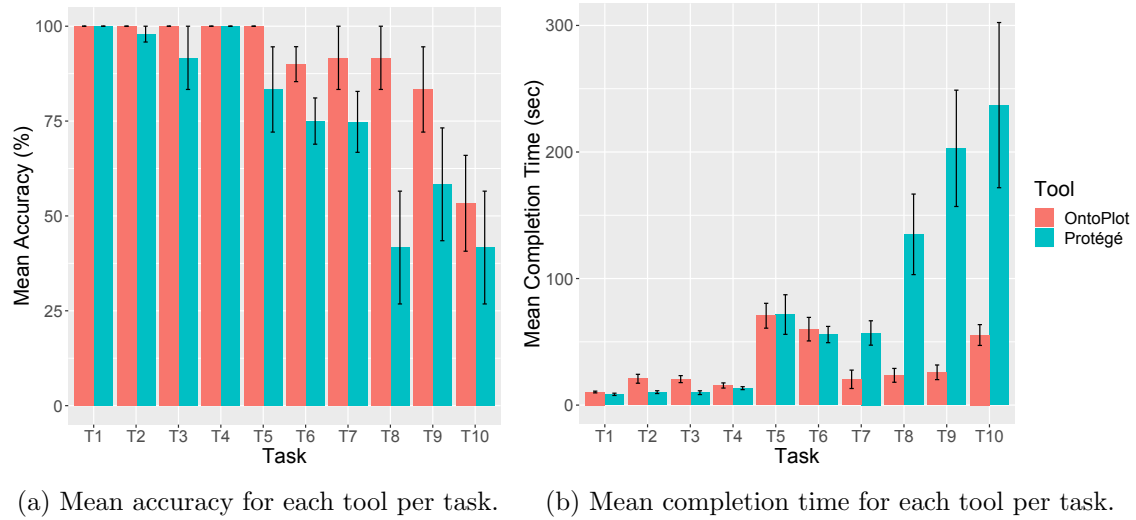 100
75
50
25
0
Mean Accuracy (%)
T1 T2 T3 T4 T5 T6 T7 T8 T9 T10
Task
300
200
100
0
Mean Completion Time (sec)
T1 T2 T3 T4 T5 T6 T7 T8 T9 T10
Task
Tool
OntoPlot
Protégé
(a) Mean accuracy for each tool per task.
(b) Mean completion time for each tool per task.